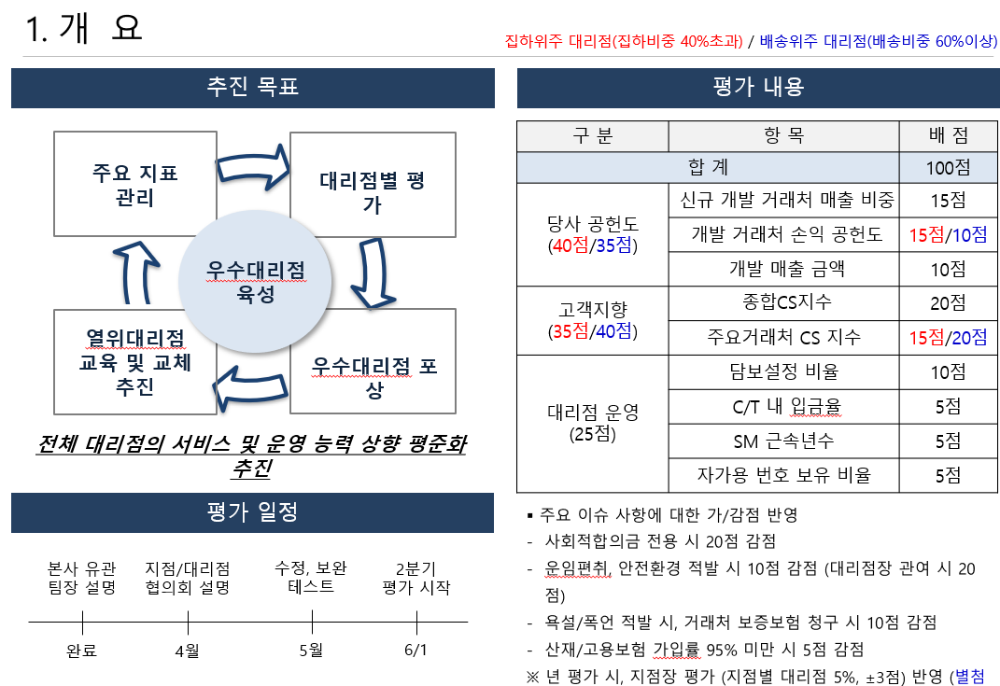 1. 개 요
집하위주 대리점(집하비중 40%초과) / 배송위주 대리점(배송비중 60%이상)
추진 목표
주요 지표
관리
대리점별 평
가
우수대리점
육성
열위대리점
교육 및 교체
추진
우수대리점 포
상
전체 대리점의 서비스 및 운영 능력 상향 평준화
추진
평가 일정
본사 유관
팀장 설명
지점/대리점
협의회 설명
수정, 보완
테스트
2분기
평가 시작
완료
4월
5월
6/1
평가 내용
구 분 항 목 배 점
합 계 100점
당사 공헌도
(40점/35점)
신규 개발 거래처 매출 비중 15점
개발 거래처 손익 공헌도 15점/10점
개발 매출 금액 10점
고객지향
(35점/40점)
종합CS지수 20점
주요거래처 CS 지수 15점/20점
대리점 운영
(25점)
담보설정 비율 10점
C/T 내 입금율 5점
SM 근속년수 5점
자가용 번호 보유 비율 5점
▪ 주요 이슈 사항에 대한 가/감점 반영
- 사회적합의금 전용 시 20점 감점
- 운임편취, 안전환경 적발 시 10점 감점 (대리점장 관여 시 20
점)
- 욕설/폭언 적발 시, 거래처 보증보험 청구 시 10점 감점
- 산재/고용보험 가입률 95% 미만 시 5점 감점
※ 년 평가 시, 지점장 평가 (지점별 대리점 5%, ±3점) 반영 (별첨